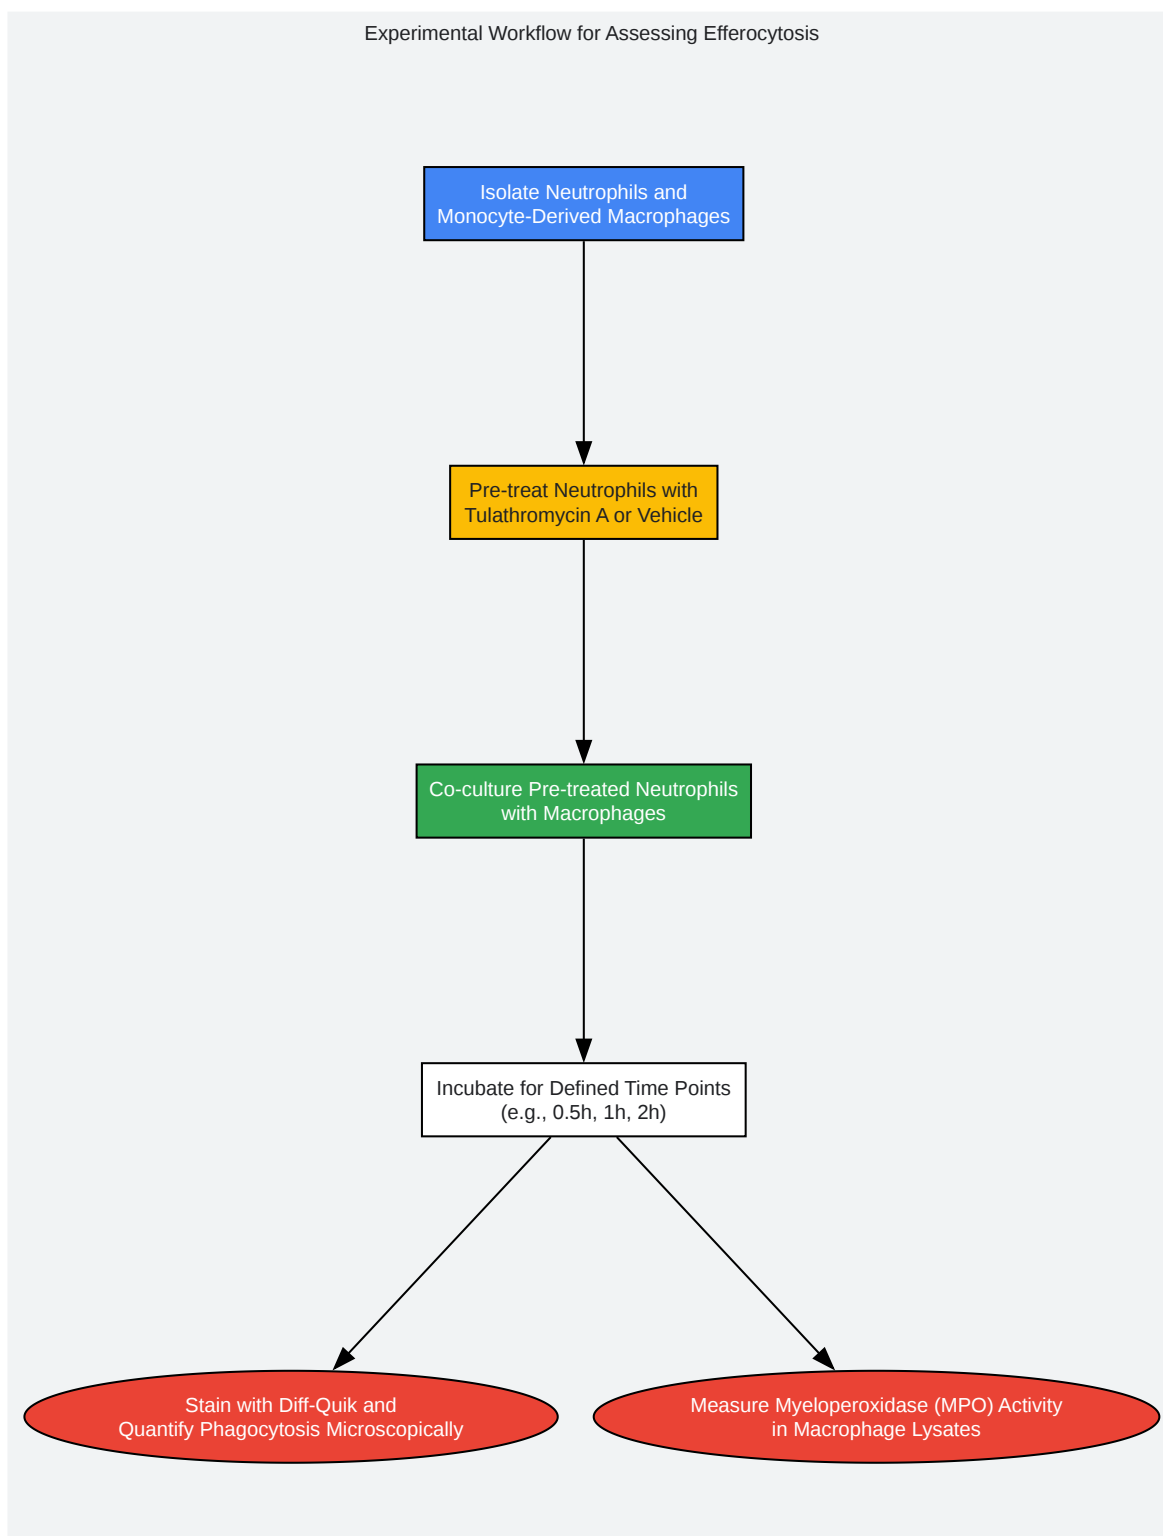 Experimental Workflow for Assessing Efferocytosis
Isolate Neutrophils and
Monocyte-Derived Macrophages
Pre-treat Neutrophils with
Tulathromycin A or Vehicle
Co-culture Pre-treated Neutrophils
with Macrophages
Incubate for Defined Time Points
(e.g., 0.5h, 1h, 2h)
Stain with Diff-Quik and
Quantify Phagocytosis Microscopically
Measure Myeloperoxidase (MPO) Activity
in Macrophage Lysates